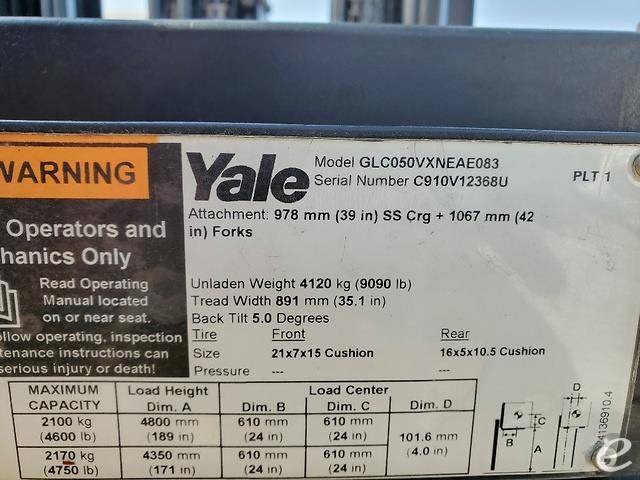 WARNING
Operators and
hanics Only
Read Operating
Manual located
on or near seat.
ollow operating, inspection
tenance instructions can
serious injury or death!
Yale
Model GLC050VXNEAE083
Serial Number C910V12368U
PLT 1
Attachment: 978 mm (39 in) SS Crg + 1067 mm (42
in) Forks
Unladen Weight 4120 kg (9090 lb)
Tread Width 891 mm (35.1 in)
Back Tilt 5.0 Degrees
Tire Front Rear
Size 21x7x15 Cushion 16x5x10.5 Cushion
Pressure --- ---
MAXIMUM CAPACITY Load Height Dim. A Load Center
Dim. B Dim. C Dim. D
2100 kg 4800 mm 610 mm 610 mm
(4600 lb) (189 in) (24 in) (24 in)
101.6 mm
(4.0 in)
2170 kg 4350 mm 610 mm 610 mm
(4750 lb) (171 in) (24 in) (24 in)
D
C
B
A
4136910.4
e